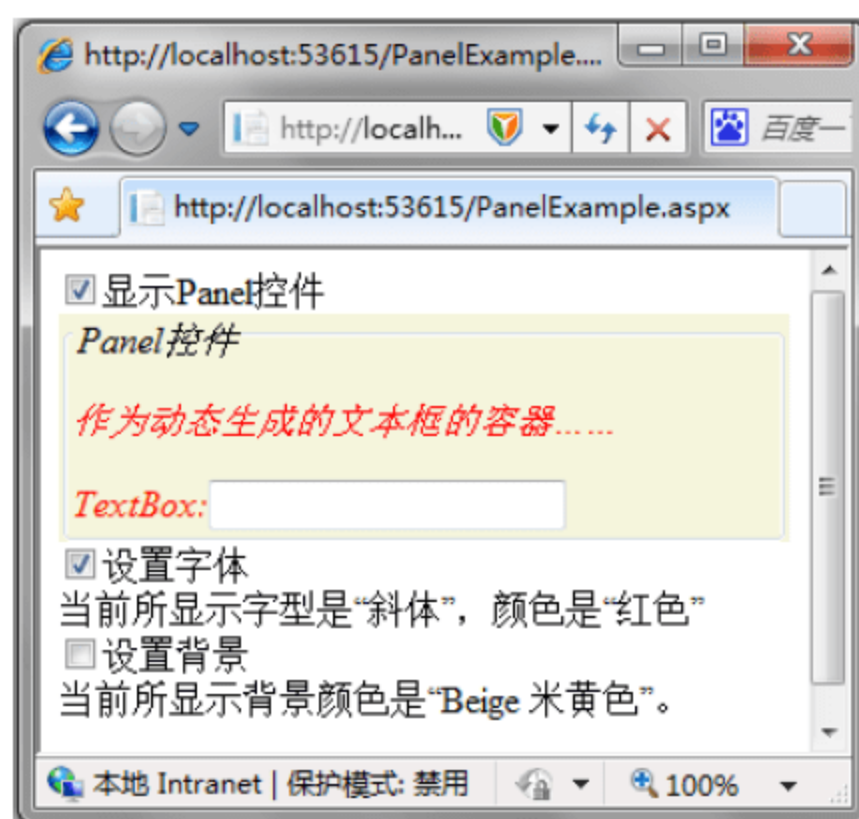 http://localhost:53615/PanelExample....
http://localh...
百度一
http://localhost:53615/PanelExample.aspx
显示Panel控件
Panel控件
作为动态生成的文本框的容器……
TextBox:
设置字体
当前所显示字型是“斜体”，颜色是“红色”
设置背景
当前所显示背景颜色是“Beige 米黄色”。
本地 Intranet | 保护模式: 禁用
100%